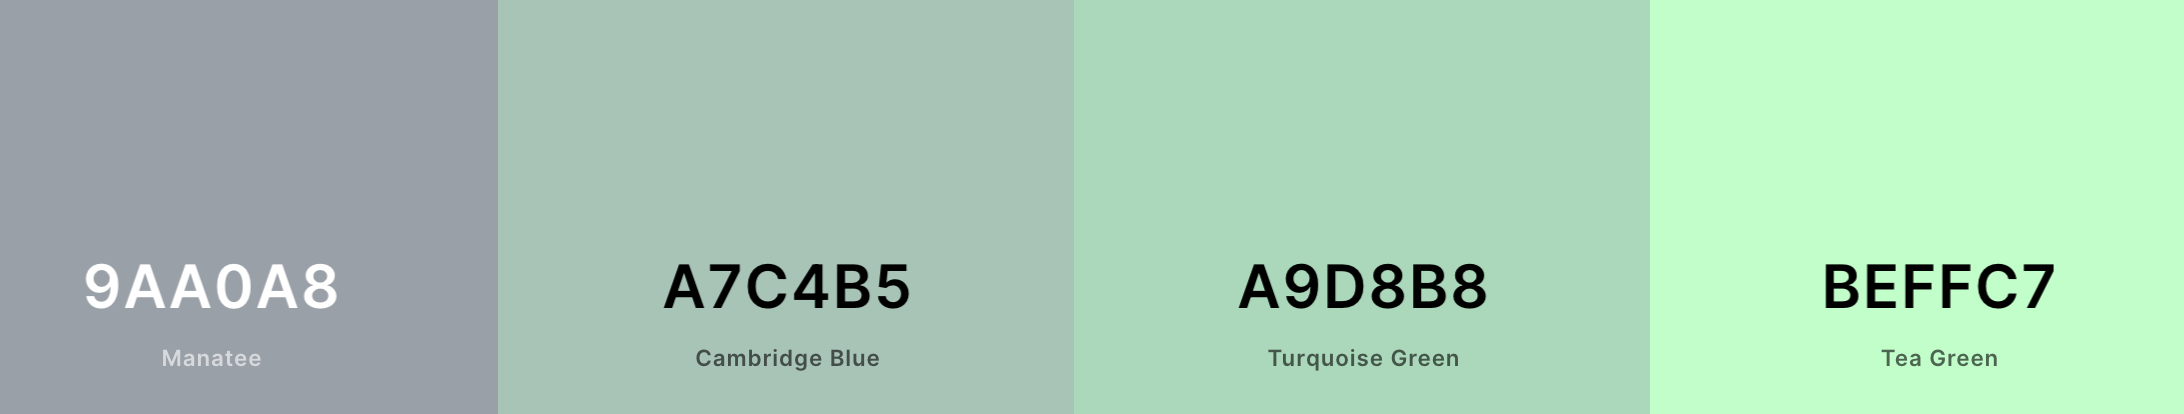 9AA0A8
Manatee
A7C4B5
Cambridge Blue
A9D8B8
Turquoise Green
BEFFC7
Tea Green